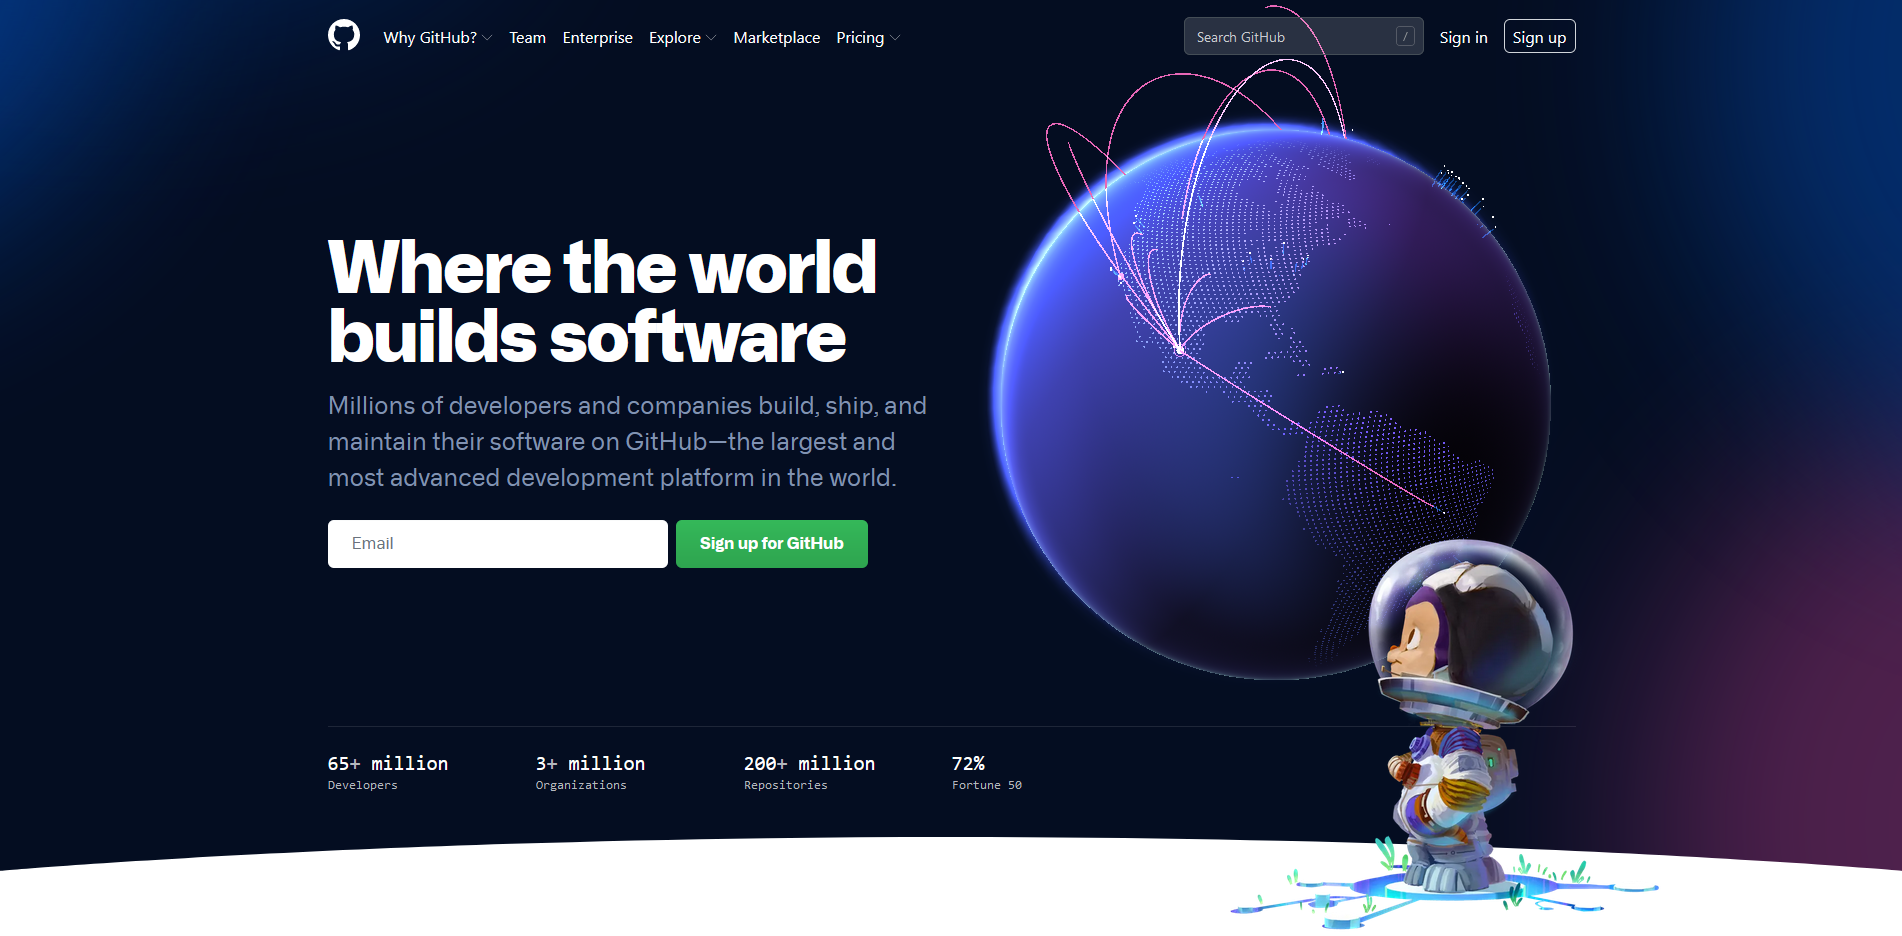 Why GitHub? Team Enterprise Explore Marketplace Pricing Search GitHub / Sign in Sign up
Where the world
builds software
Millions of developers and companies build, ship, and
maintain their software on GitHub—the largest and
most advanced development platform in the world.
Email Sign up for GitHub
65+ million 3+ million 200+ million 72%
Developers Organizations Repositories Fortune 50